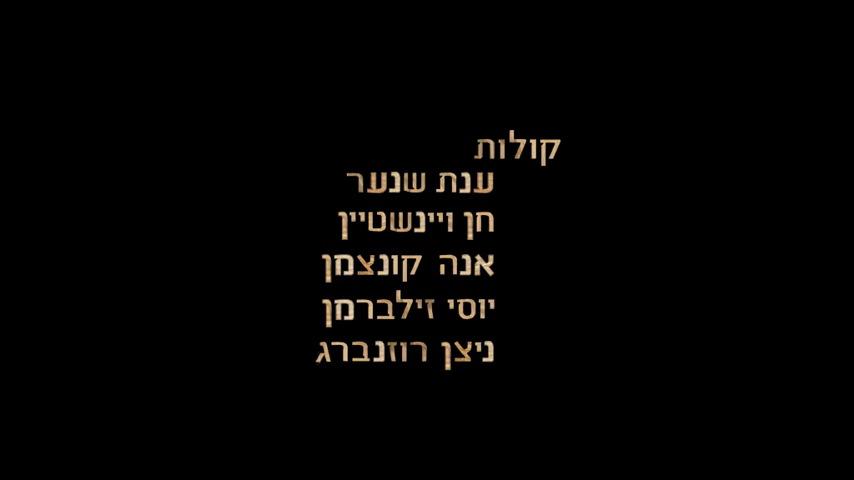 קולות
ענת שנער
חן ויינשטיין
אנה קונצמן
יוסי זילברמן
ניצן רוזנברג